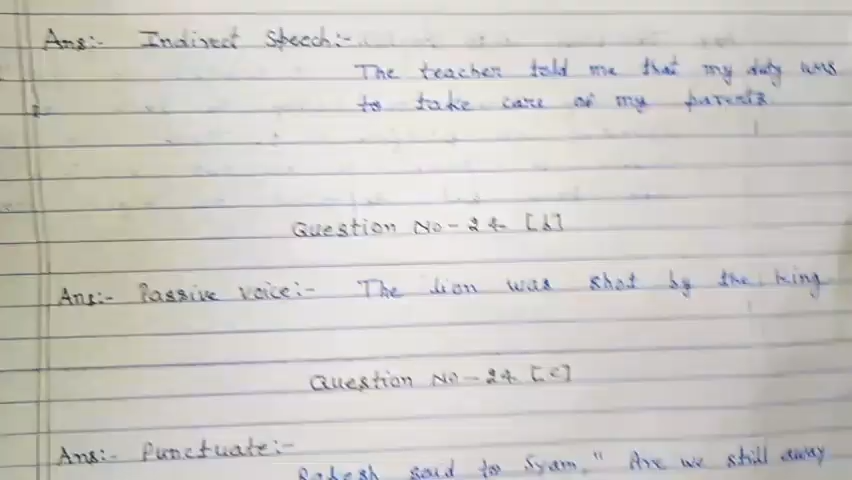 Ans:- Indirect Speech:-
The teacher told me that my duty was
to take care of my parents
Question No-24 [b]
Ans:- Passive voice:- The lion was shot by the king
Question No-24 [c]
Ans:- Punctuate:-
Rakesh said to Syam, " Are we still away